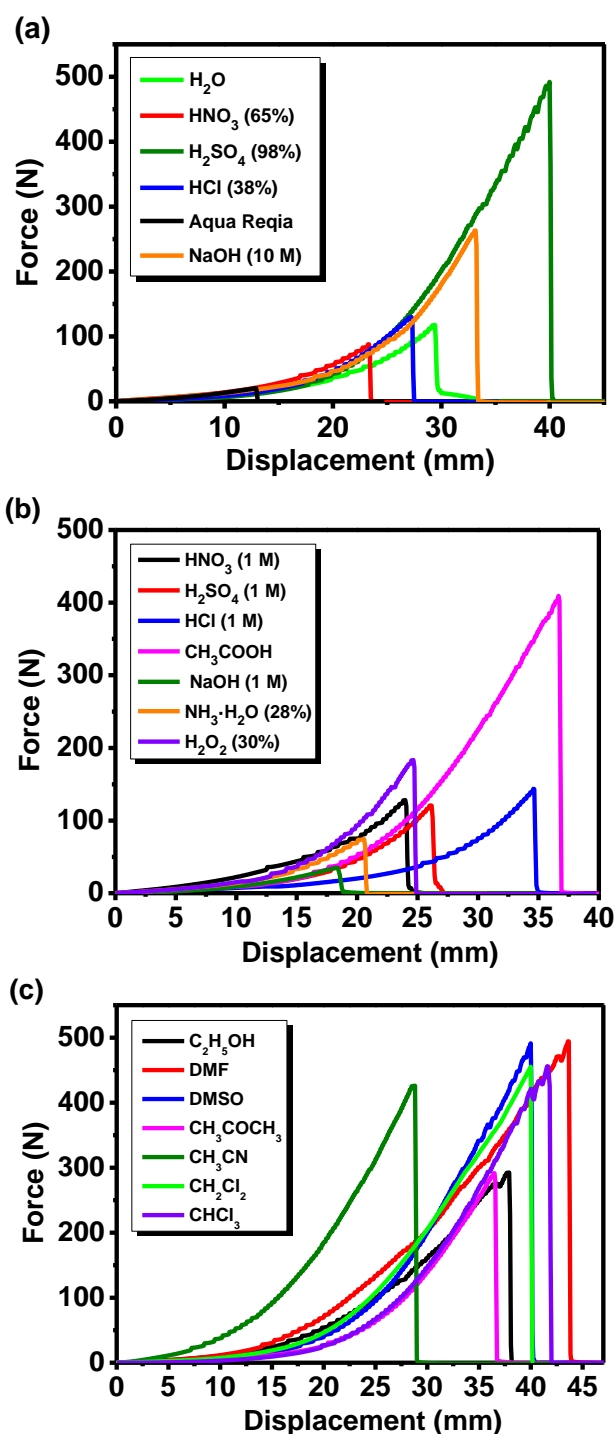 (a)
500
400
300
200
100
0
Force (N)
H₂O
HNO₃ (65%)
H₂SO₄ (98%)
HCl (38%)
Aqua Reqia
NaOH (10 M)
0 10 20 30 40
Displacement (mm)
(b)
500
400
300
200
100
0
Force (N)
HNO₃ (1 M)
H₂SO₄ (1 M)
HCl (1 M)
CH₃COOH
NaOH (1 M)
NH₃·H₂O (28%)
H₂O₂ (30%)
0 5 10 15 20 25 30 35 40
Displacement (mm)
(c)
500
400
300
200
100
0
Force (N)
C₂H₅OH
DMF
DMSO
CH₃COCH₃
CH₃CN
CH₂Cl₂
CHCl₃
0 5 10 15 20 25 30 35 40 45
Displacement (mm)